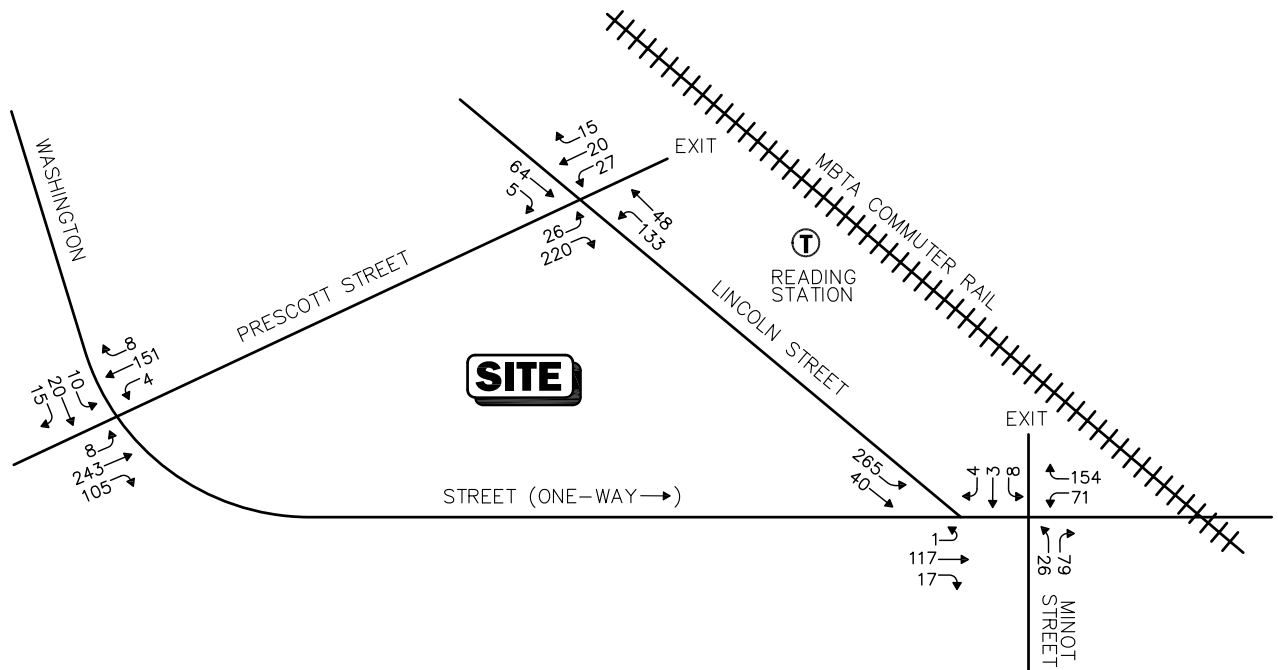 15
20
27
EXIT
64
5
48
133
26
220
WASHINGTON
PRESCOTT STREET
MBTA COMMUTER RAIL
T
READING
STATION
LINCOLN STREET
8
151
4
10
20
15
SITE
8
243
105
STREET (ONE-WAY→)
265
40
EXIT
4
3
8
154
71
1
117
17
26
79
MINOT
STREET